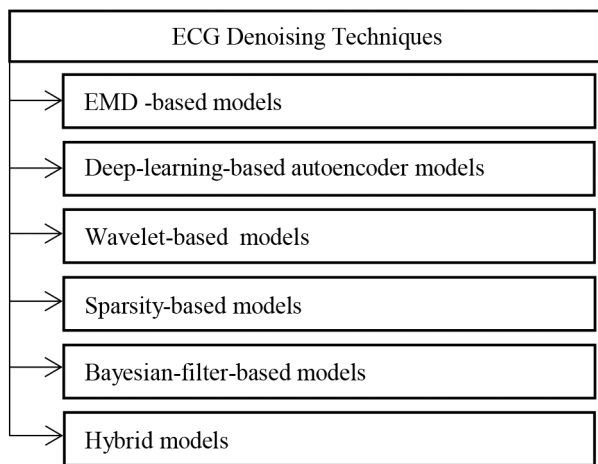 ECG Denoising Techniques
EMD -based models
Deep-learning-based autoencoder models
Wavelet-based models
Sparsity-based models
Bayesian-filter-based models
Hybrid models